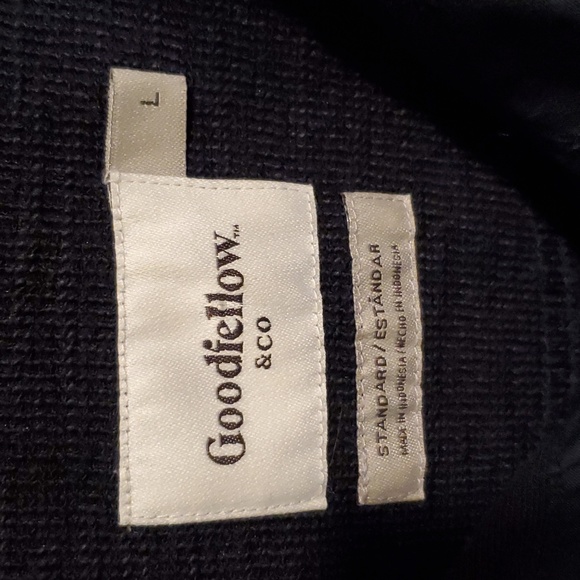 L
Goodfellow™
& CO
STANDARD/ESTÁNDAR
MADE IN INDONESIA/HECHO EN INDONESIA